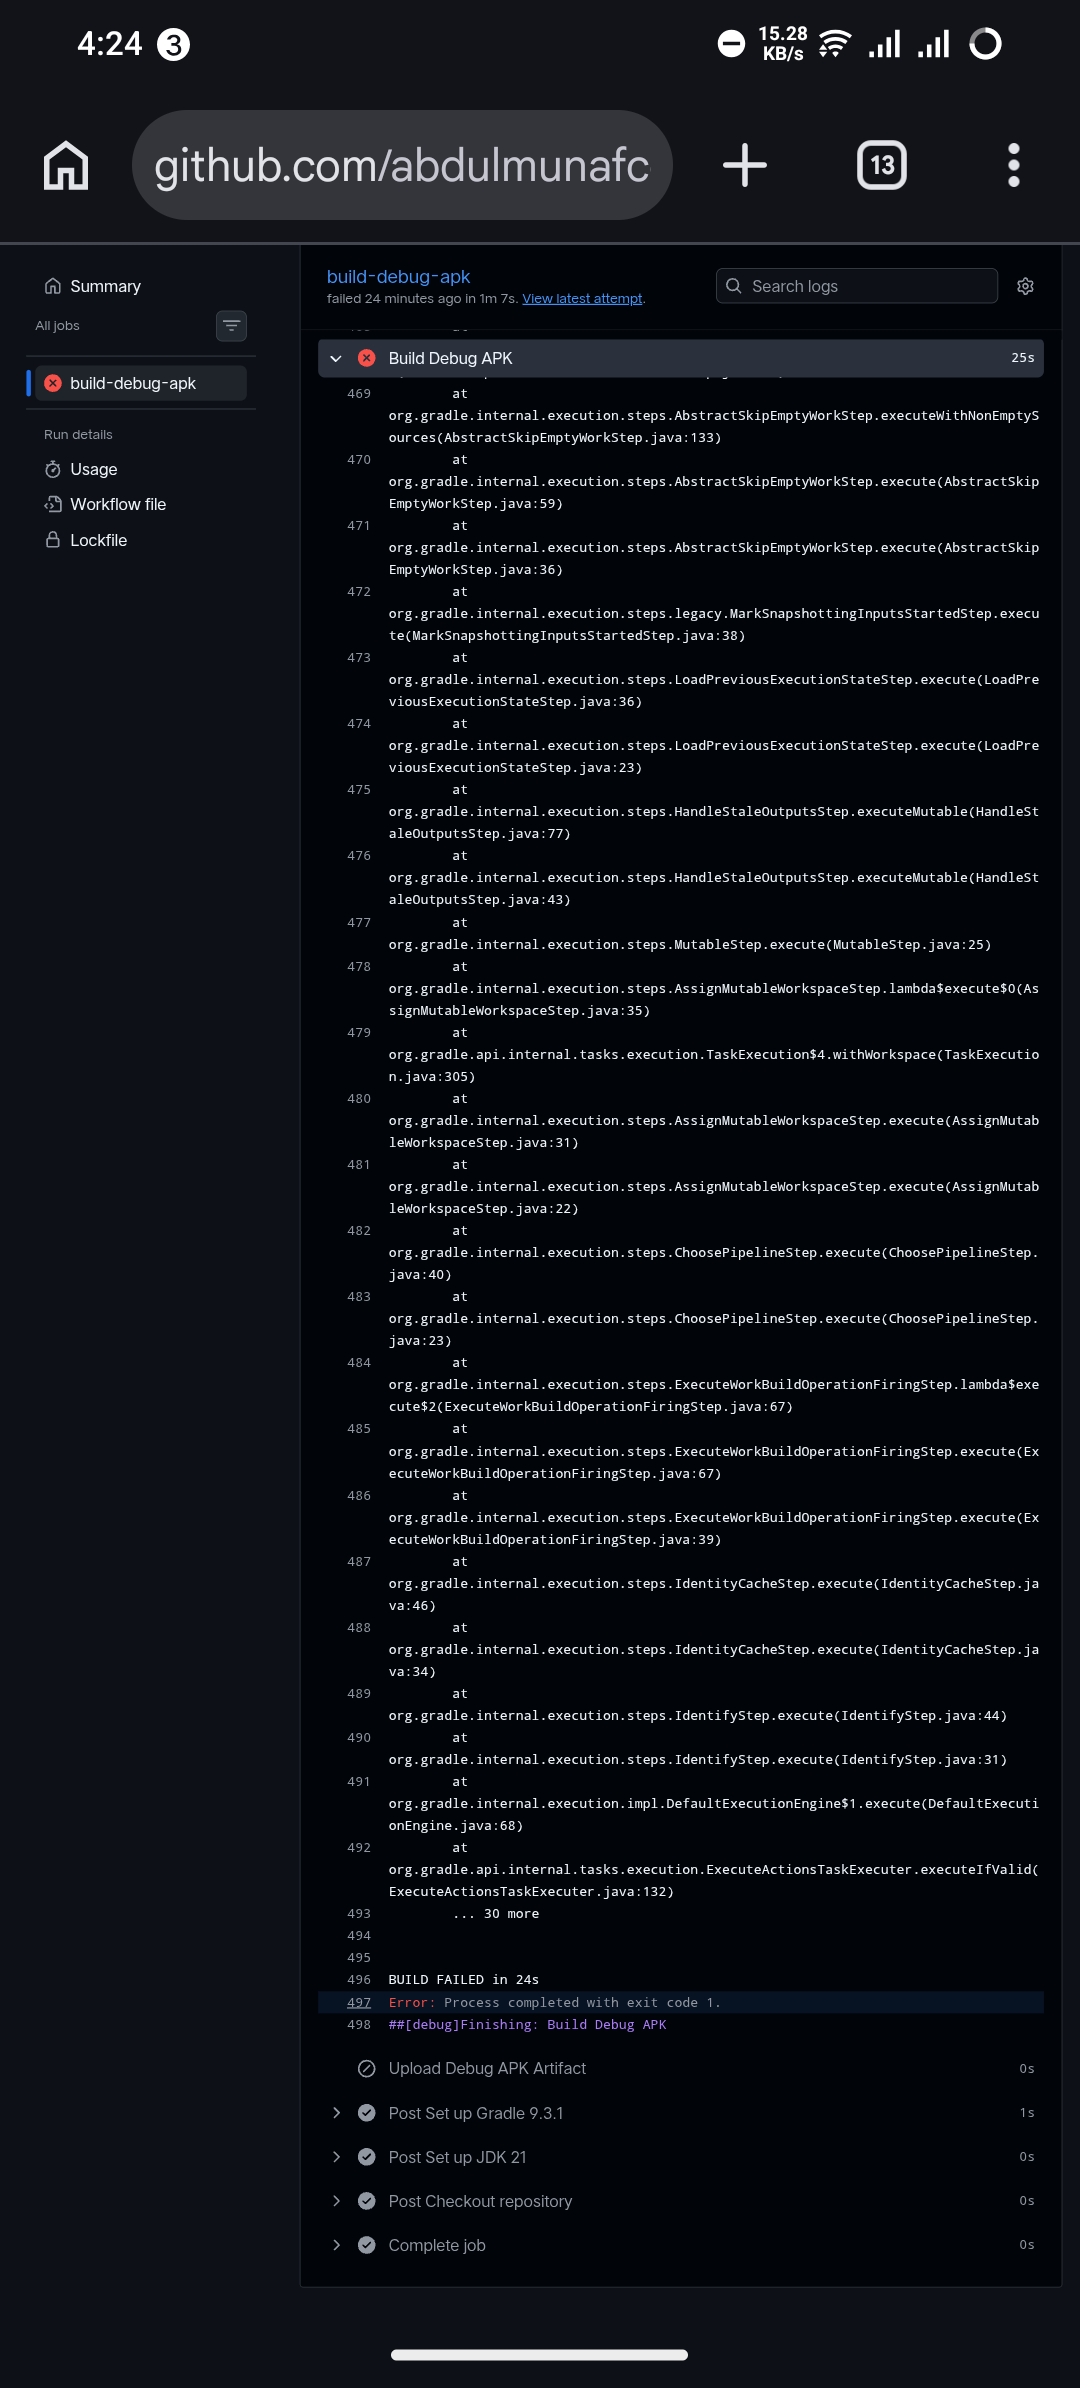 4:24 3
15.28
KB/s
github.com/abdulmunafc
13
Summary
All jobs
build-debug-apk
Run details
Usage
Workflow file
Lockfile
build-debug-apk
failed 24 minutes ago in 1m 7s. View latest attempt.
Search logs
Build Debug APK 25s
469 at
org.gradle.internal.execution.steps.AbstractSkipEmptyWorkStep.executeWithNonEmptyS
ources(AbstractSkipEmptyWorkStep.java:133)
470 at
org.gradle.internal.execution.steps.AbstractSkipEmptyWorkStep.execute(AbstractSkip
EmptyWorkStep.java:59)
471 at
org.gradle.internal.execution.steps.AbstractSkipEmptyWorkStep.execute(AbstractSkip
EmptyWorkStep.java:36)
472 at
org.gradle.internal.execution.steps.legacy.MarkSnapshottingInputsStartedStep.execu
te(MarkSnapshottingInputsStartedStep.java:38)
473 at
org.gradle.internal.execution.steps.LoadPreviousExecutionStateStep.execute(LoadPre
viousExecutionStateStep.java:36)
474 at
org.gradle.internal.execution.steps.LoadPreviousExecutionStateStep.execute(LoadPre
viousExecutionStateStep.java:23)
475 at
org.gradle.internal.execution.steps.HandleStaleOutputsStep.executeMutable(HandleSt
aleOutputsStep.java:77)
476 at
org.gradle.internal.execution.steps.HandleStaleOutputsStep.executeMutable(HandleSt
aleOutputsStep.java:43)
477 at
org.gradle.internal.execution.steps.MutableStep.execute(MutableStep.java:25)
478 at
org.gradle.internal.execution.steps.AssignMutableWorkspaceStep.lambda$execute$0(As
signMutableWorkspaceStep.java:35)
479 at
org.gradle.api.internal.tasks.execution.TaskExecution$4.withWorkspace(TaskExecutio
n.java:305)
480 at
org.gradle.internal.execution.steps.AssignMutableWorkspaceStep.execute(AssignMutab
leWorkspaceStep.java:31)
481 at
org.gradle.internal.execution.steps.AssignMutableWorkspaceStep.execute(AssignMutab
leWorkspaceStep.java:22)
482 at
org.gradle.internal.execution.steps.ChoosePipelineStep.execute(ChoosePipelineStep.
java:40)
483 at
org.gradle.internal.execution.steps.ChoosePipelineStep.execute(ChoosePipelineStep.
java:23)
484 at
org.gradle.internal.execution.steps.ExecuteWorkBuildOperationFiringStep.lambda$exe
cute$2(ExecuteWorkBuildOperationFiringStep.java:67)
485 at
org.gradle.internal.execution.steps.ExecuteWorkBuildOperationFiringStep.execute(Ex
ecuteWorkBuildOperationFiringStep.java:67)
486 at
org.gradle.internal.execution.steps.ExecuteWorkBuildOperationFiringStep.execute(Ex
ecuteWorkBuildOperationFiringStep.java:39)
487 at
org.gradle.internal.execution.steps.IdentityCacheStep.execute(IdentityCacheStep.ja
va:46)
488 at
org.gradle.internal.execution.steps.IdentityCacheStep.execute(IdentityCacheStep.ja
va:34)
489 at
org.gradle.internal.execution.steps.IdentifyStep.execute(IdentifyStep.java:44)
490 at
org.gradle.internal.execution.steps.IdentifyStep.execute(IdentifyStep.java:31)
491 at
org.gradle.internal.execution.impl.DefaultExecutionEngine$1.execute(DefaultExecuti
onEngine.java:68)
492 at
org.gradle.api.internal.tasks.execution.ExecuteActionsTaskExecuter.executeIfValid(
ExecuteActionsTaskExecuter.java:132)
493 ... 30 more
494
495
496 BUILD FAILED in 24s
497 Error: Process completed with exit code 1.
498 ##[debug]Finishing: Build Debug APK
Upload Debug APK Artifact 0s
Post Set up Gradle 9.3.1 1s
Post Set up JDK 21 0s
Post Checkout repository 0s
Complete job 0s